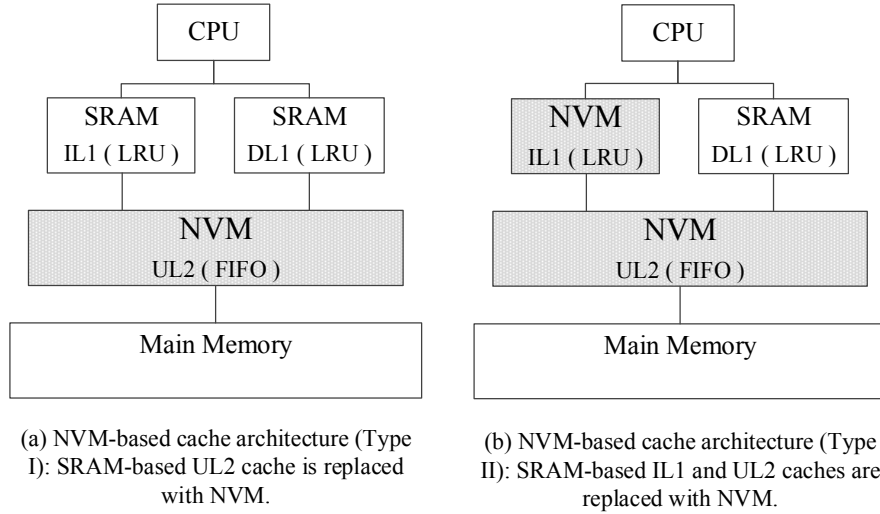 CPU
SRAM
IL1 ( LRU )
SRAM
DL1 ( LRU )
NVM
UL2 ( FIFO )
Main Memory
(a) NVM-based cache architecture (Type
I): SRAM-based UL2 cache is replaced
with NVM.
CPU
NVM
IL1 ( LRU )
SRAM
DL1 ( LRU )
NVM
UL2 ( FIFO )
Main Memory
(b) NVM-based cache architecture (Type
II): SRAM-based IL1 and UL2 caches are
replaced with NVM.